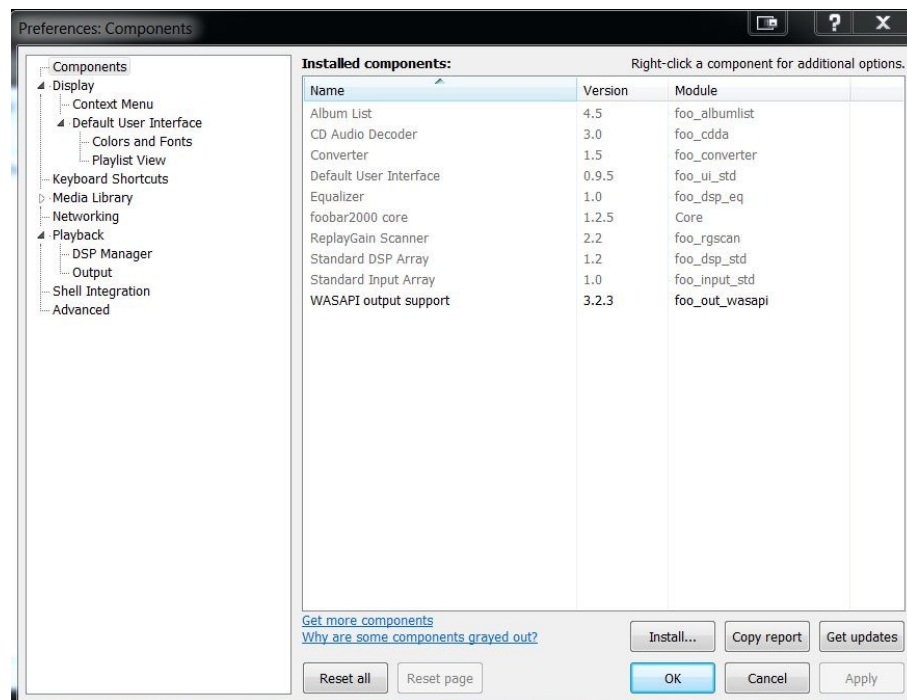 Preferences: Components
?
X
Components
Display
Context Menu
Default User Interface
Colors and Fonts
Playlist View
Keyboard Shortcuts
Media Library
Networking
Playback
DSP Manager
Output
Shell Integration
Advanced
Installed components:
Right-click a component for additional options.
Name Version Module
Album List 4.5 foo_albumlist
CD Audio Decoder 3.0 foo_cdda
Converter 1.5 foo_converter
Default User Interface 0.9.5 foo_ui_std
Equalizer 1.0 foo_dsp_eq
foobar2000 core 1.2.5 Core
ReplayGain Scanner 2.2 foo_rgscan
Standard DSP Array 1.2 foo_dsp_std
Standard Input Array 1.0 foo_input_std
WASAPI output support 3.2.3 foo_out_wasapi
Get more components
Why are some components grayed out?
Install... Copy report Get updates
Reset all Reset page OK Cancel Apply